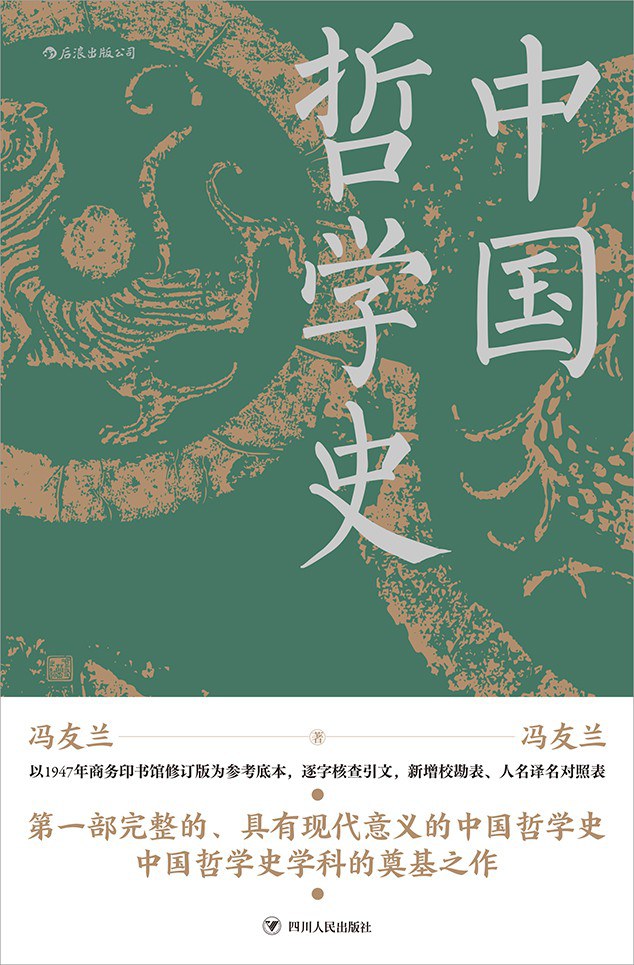 后浪出版公司
中国
哲学史
冯友兰 著 冯友兰
以1947年商务印书馆修订版为参考底本，逐字核查引文，新增校勘表、人名译名对照表
第一部完整的、具有现代意义的中国哲学史
中国哲学史学科的奠基之作
四川人民出版社